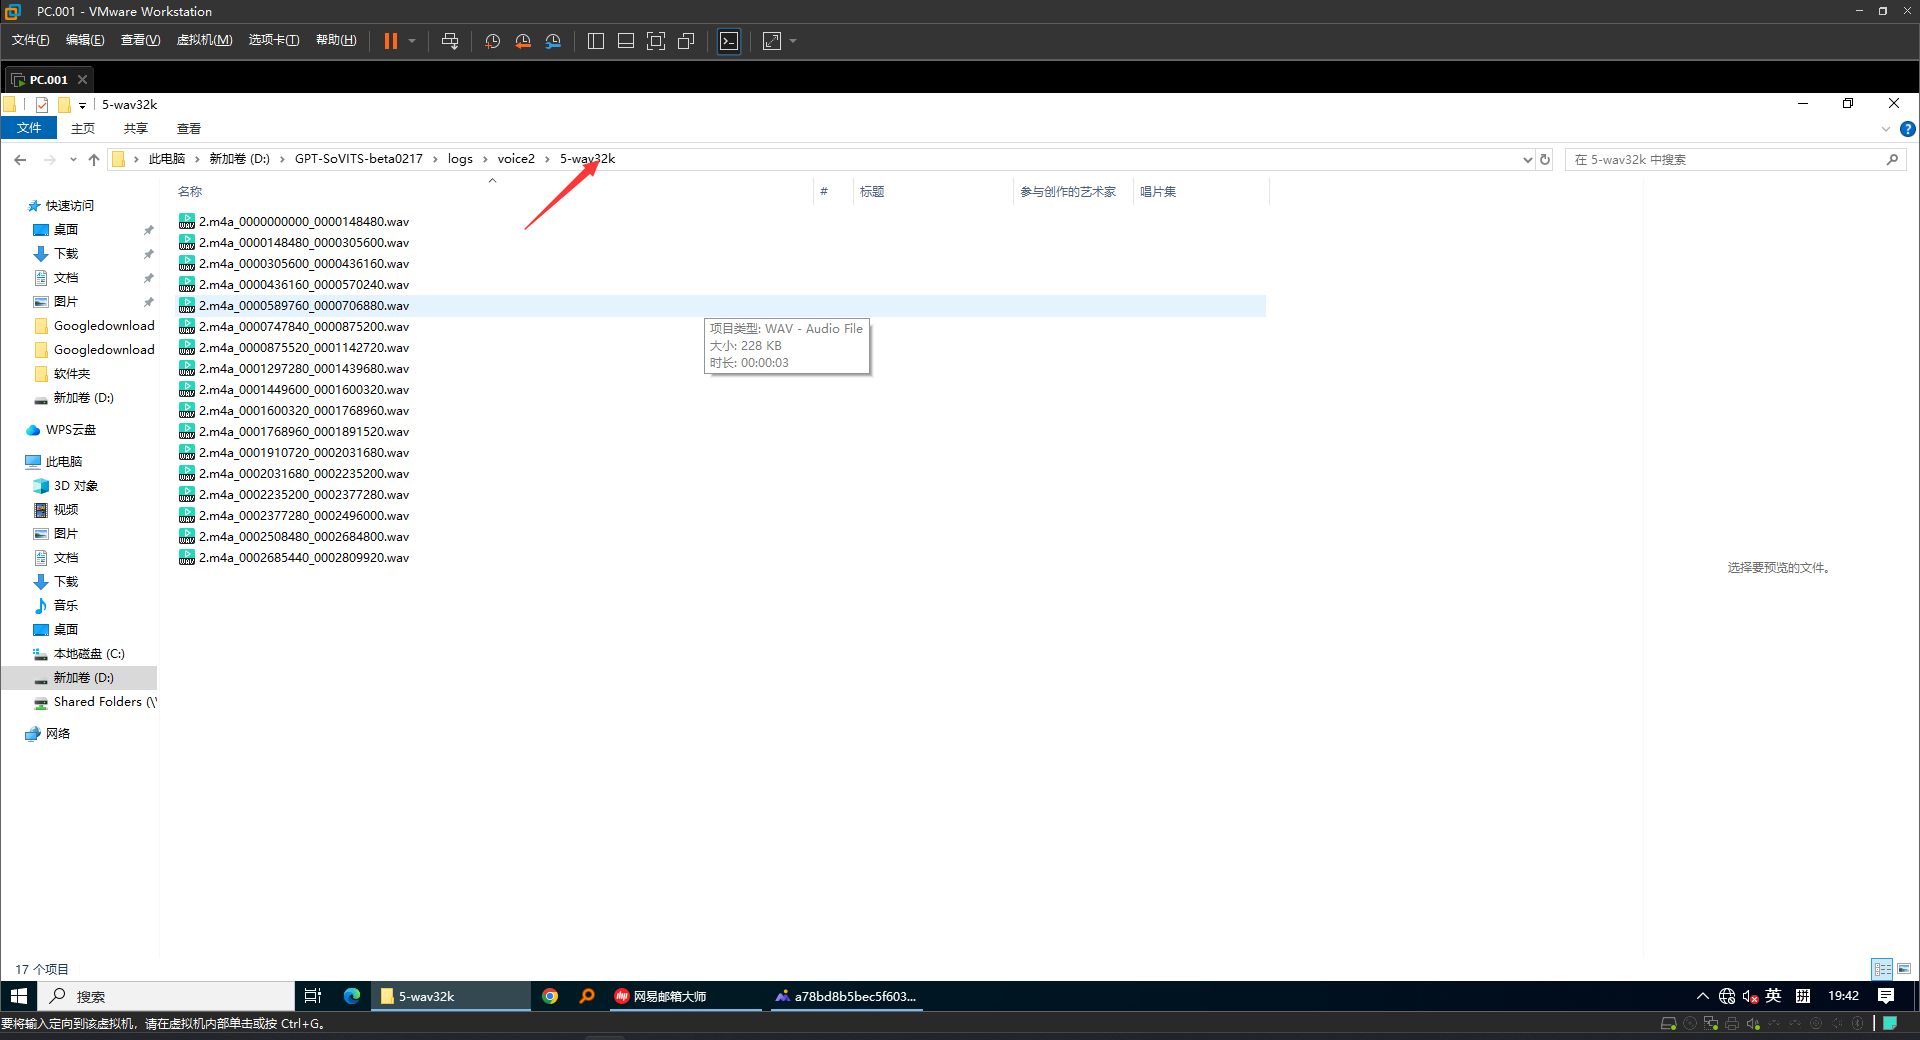 PC.001 - VMware Workstation
文件(F) 编辑(E) 查看(V) 虚拟机(M) 选项卡(T) 帮助(H)
PC.001
5-wav32k
文件 主页 共享 查看
此电脑 新加卷 (D:) GPT-SoVITS-beta0217 logs voice2 5-wav32k
在 5-wav32k 中搜索
名称 # 标题 参与创作的艺术家 唱片集
快速访问
桌面
下载
文档
图片
Googledownload
Googledownload
软件夹
新加卷 (D:)
WPS云盘
此电脑
3D 对象
视频
图片
文档
下载
音乐
桌面
本地磁盘 (C:)
新加卷 (D:)
Shared Folders (\\
网络
2.m4a_0000000000_0000148480.wav
2.m4a_0000148480_0000305600.wav
2.m4a_0000305600_0000436160.wav
2.m4a_0000436160_0000570240.wav
2.m4a_0000589760_0000706880.wav
2.m4a_0000747840_0000875200.wav
2.m4a_0000875520_0001142720.wav
2.m4a_0001297280_0001439680.wav
2.m4a_0001449600_0001600320.wav
2.m4a_0001600320_0001768960.wav
2.m4a_0001768960_0001891520.wav
2.m4a_0001910720_0002031680.wav
2.m4a_0002031680_0002235200.wav
2.m4a_0002235200_0002377280.wav
2.m4a_0002377280_0002496000.wav
2.m4a_0002508480_0002684800.wav
2.m4a_0002685440_0002809920.wav
项目类型: WAV - Audio File
大小: 228 KB
时长: 00:00:03
选择要预览的文件。
17 个项目
搜索
5-wav32k
网易邮箱大师
a78bd8b5bec5f603...
英 拼 19:42
要将输入定向到该虚拟机，请在虚拟机内部单击或按 Ctrl+G。